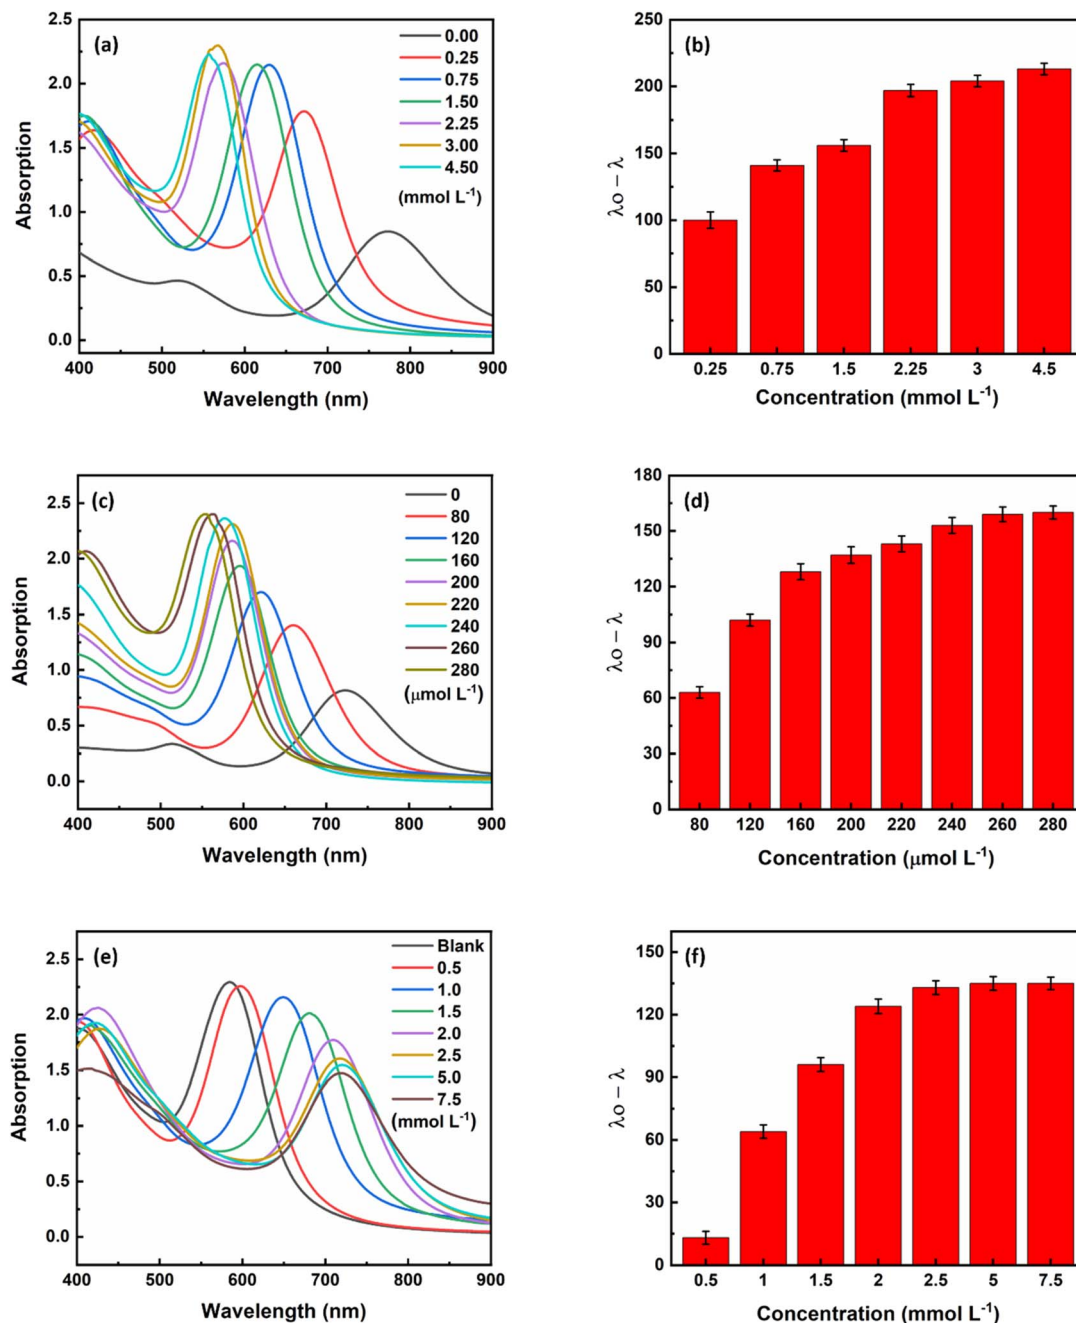 (a)
0.00
0.25
0.75
1.50
2.25
3.00
4.50
(mmol L⁻¹)
2.5
2.0
1.5
1.0
0.5
0.0
Absorption
400 500 600 700 800 900
Wavelength (nm)
(b)
200
150
100
50
0
λo – λ
0.25 0.75 1.5 2.25 3 4.5
Concentration (mmol L⁻¹)
(c)
0
80
120
160
200
220
240
260
280
(μmol L⁻¹)
2.5
2.0
1.5
1.0
0.5
0.0
Absorption
400 500 600 700 800 900
Wavelength (nm)
(d)
180
150
120
90
60
30
0
λo – λ
80 120 160 200 220 240 260 280
Concentration (μmol L⁻¹)
(e)
Blank
0.5
1.0
1.5
2.0
2.5
5.0
7.5
(mmol L⁻¹)
2.5
2.0
1.5
1.0
0.5
0.0
Absorption
400 500 600 700 800 900
Wavelength (nm)
(f)
150
120
90
60
30
0
λo – λ
0.5 1 1.5 2 2.5 5 7.5
Concentration (mmol L⁻¹)